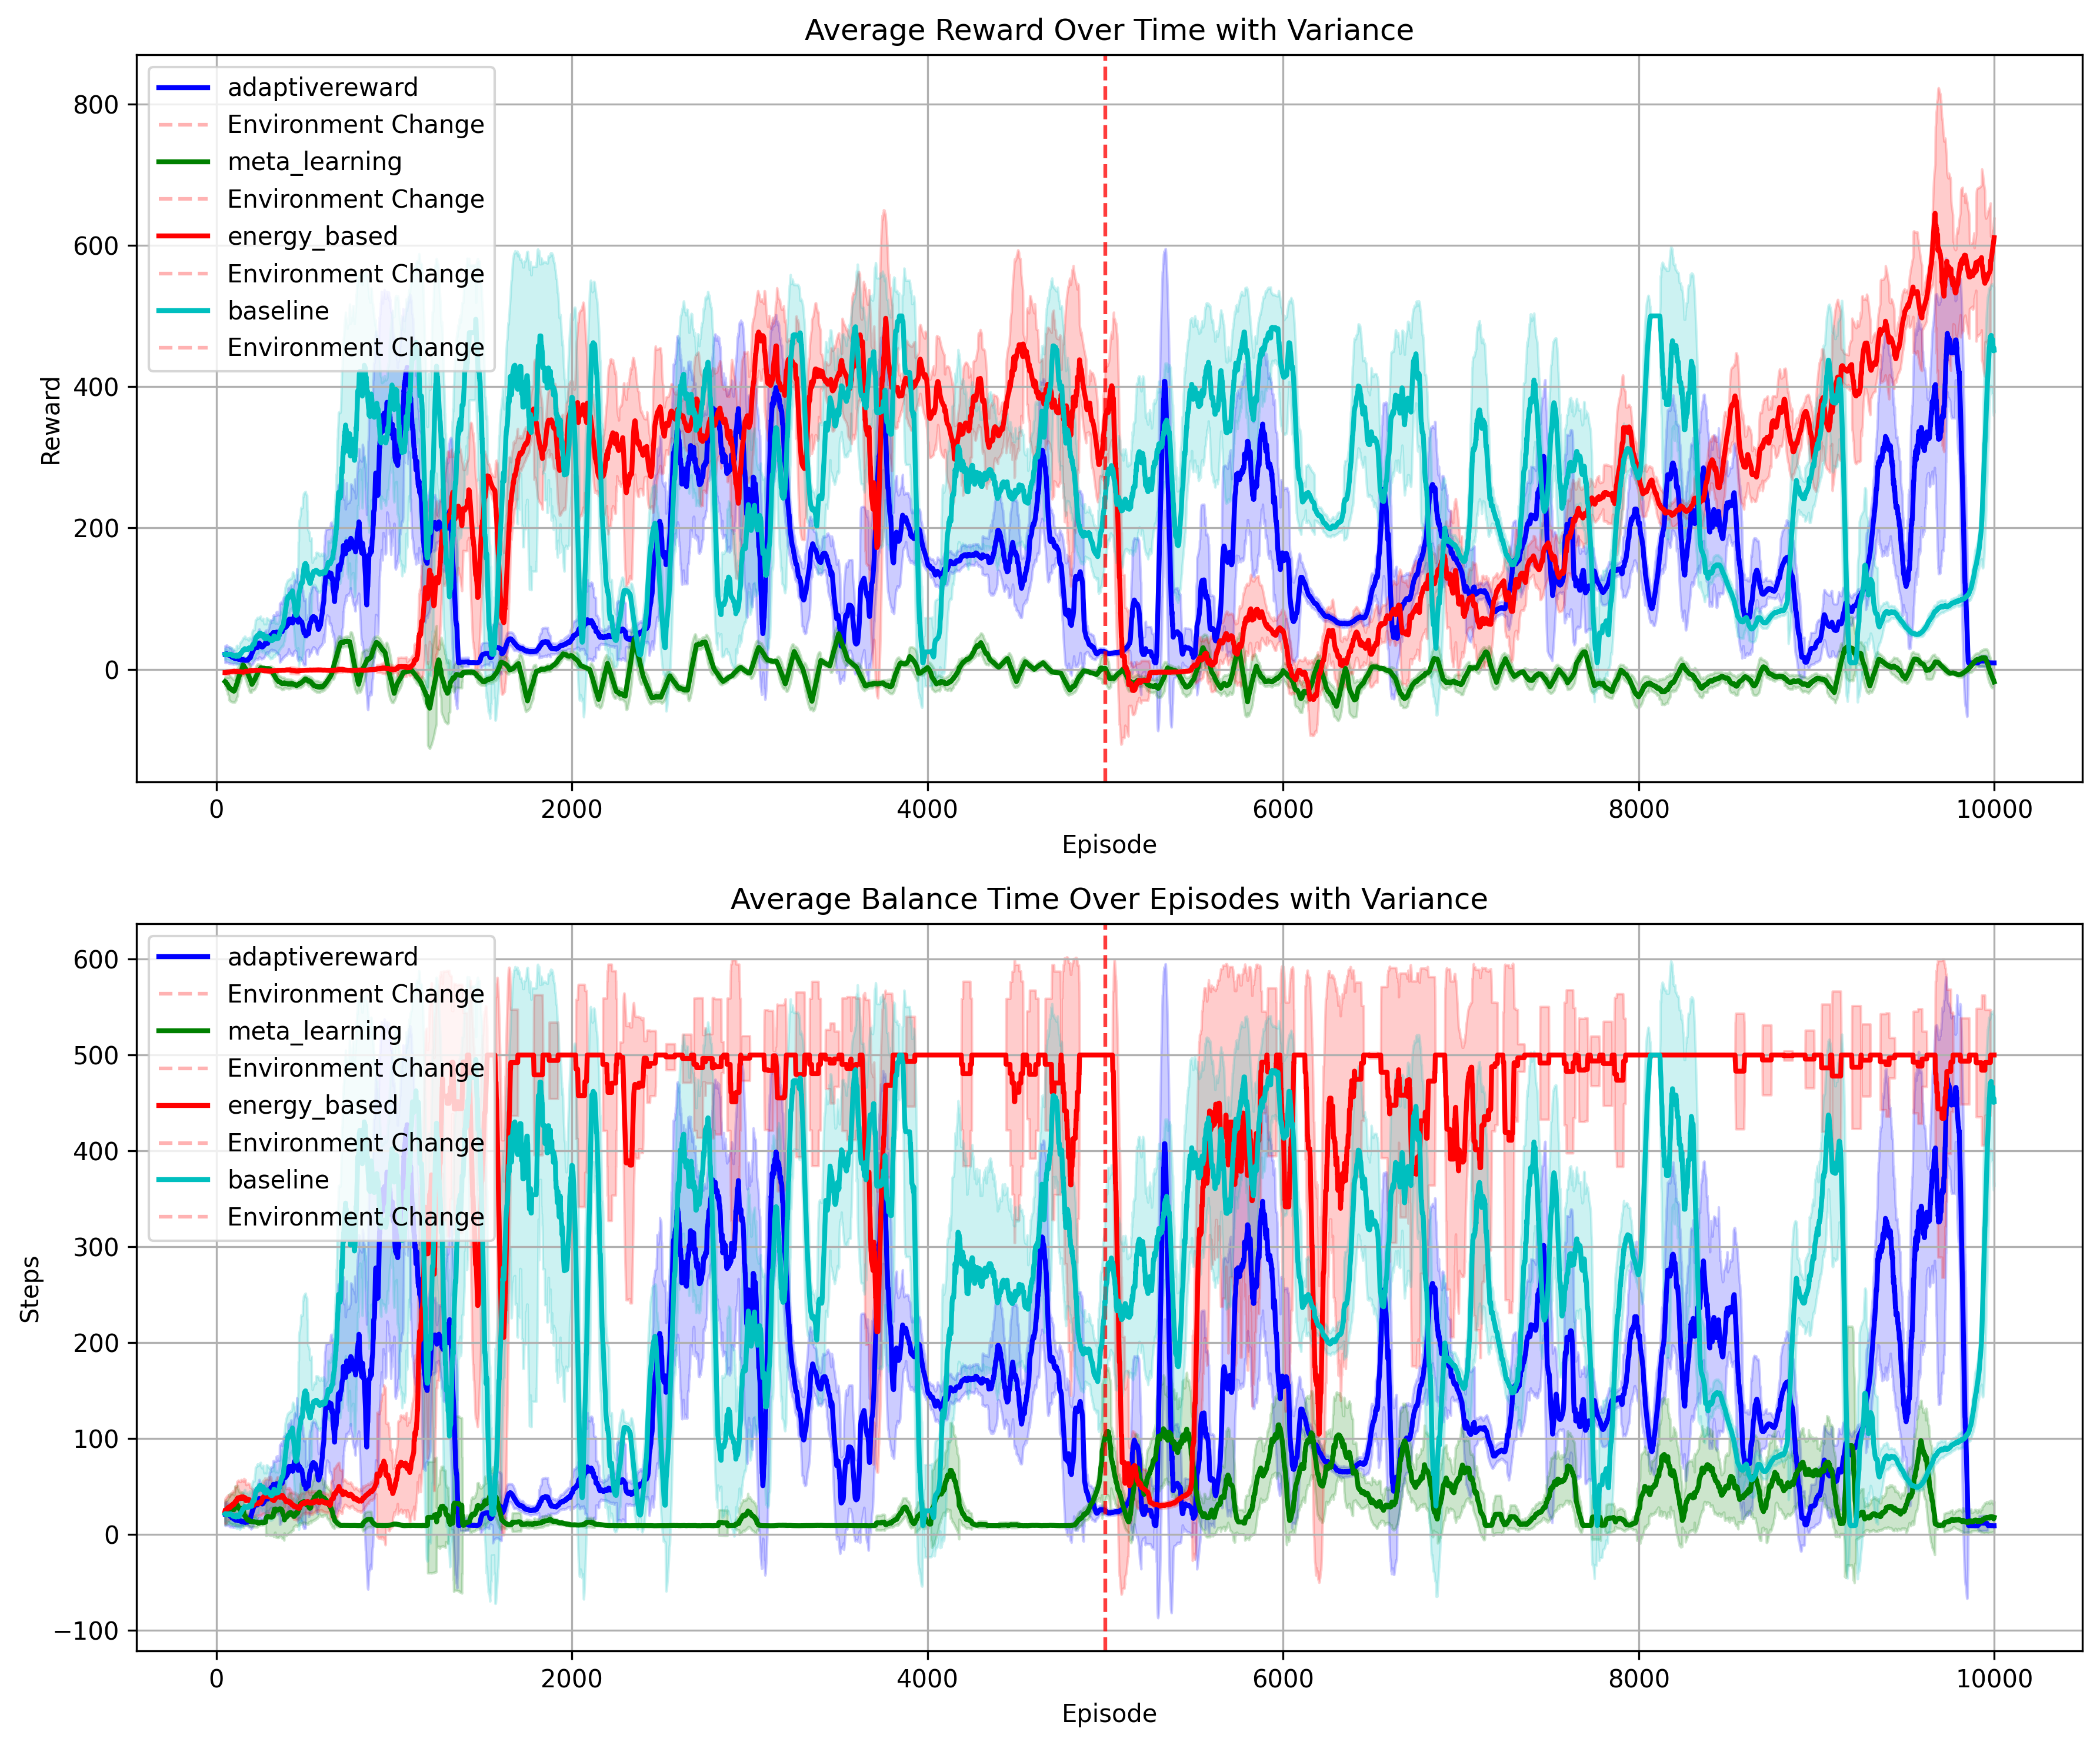 Average Reward Over Time with Variance
adaptivereward
Environment Change
meta_learning
Environment Change
energy_based
Environment Change
baseline
Environment Change
800
600
400
200
0
Reward
0 2000 4000 6000 8000 10000
Episode
Average Balance Time Over Episodes with Variance
adaptivereward
Environment Change
meta_learning
Environment Change
energy_based
Environment Change
baseline
Environment Change
600
500
400
300
200
100
0
−100
Steps
0 2000 4000 6000 8000 10000
Episode